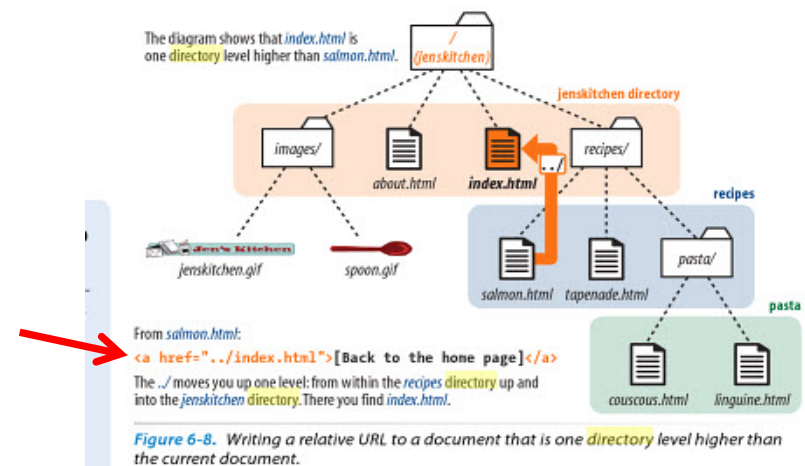 The diagram shows that index.html is
one directory level higher than salmon.html.
/
(jenskitchen)
jenskitchen directory
images/
about.html
index.html
../
recipes/
recipes
Jen's Kitchen
jenskitchen.gif
spoon.gif
salmon.html
tapenade.html
pasta/
pasta
couscous.html
linguine.html
From salmon.html:
<a href="../index.html">[Back to the home page]</a>
The ../ moves you up one level: from within the recipes directory up and
into the jenskitchen directory. There you find index.html.
Figure 6-8. Writing a relative URL to a document that is one directory level higher than
the current document.